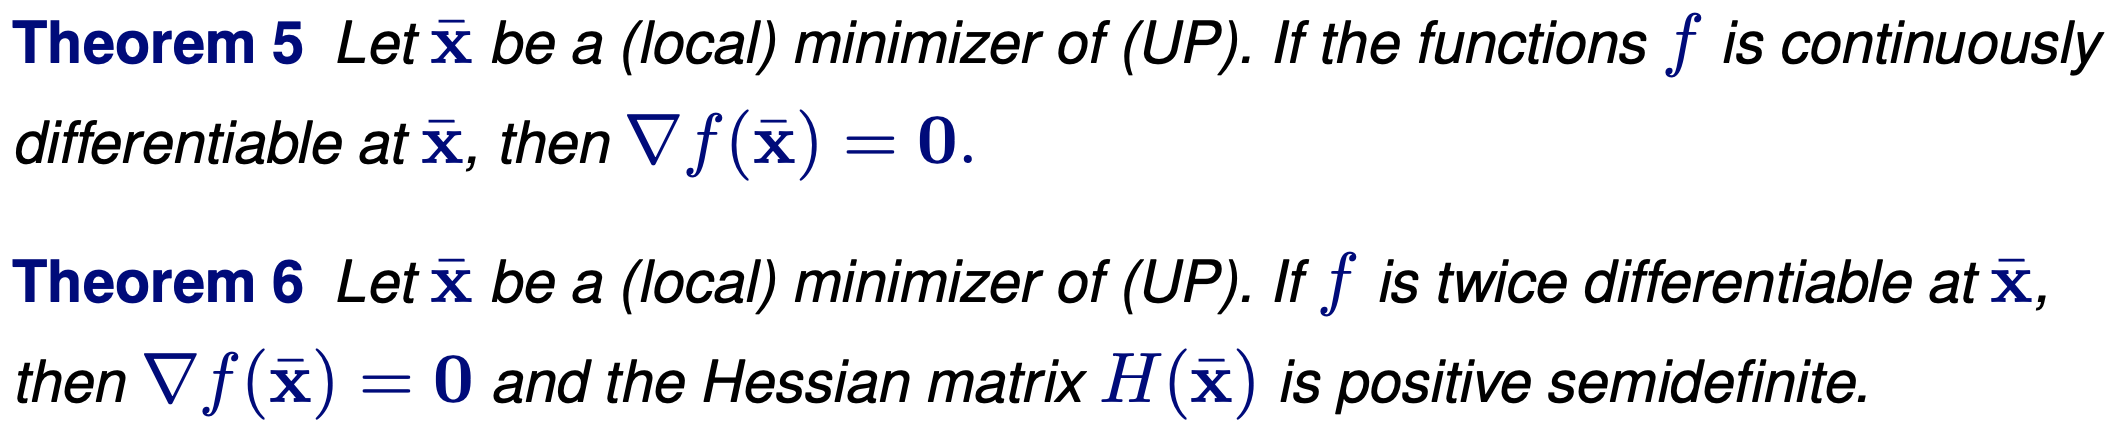 Theorem 5 Let x̄ be a (local) minimizer of (UP). If the functions f is continuously
differentiable at x̄, then ∇f(x̄) = 0.
Theorem 6 Let x̄ be a (local) minimizer of (UP). If f is twice differentiable at x̄,
then ∇f(x̄) = 0 and the Hessian matrix H(x̄) is positive semidefinite.